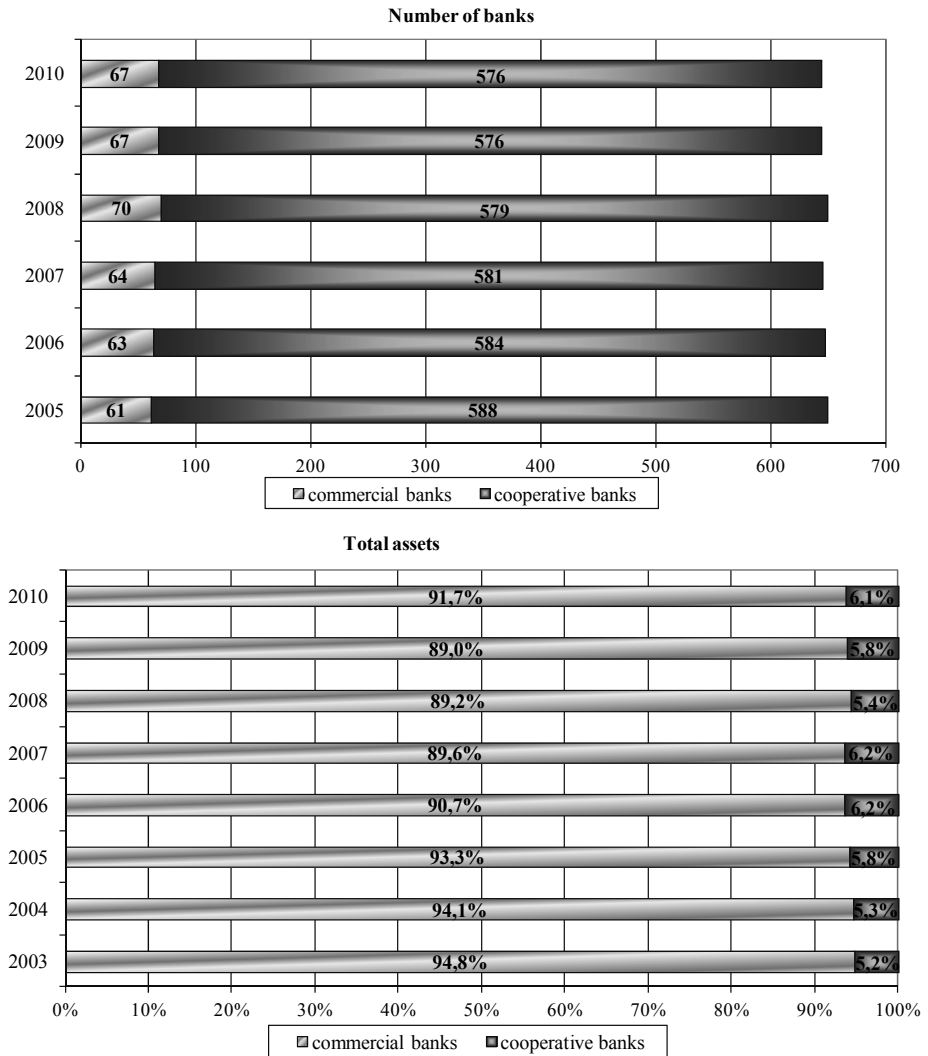 Number of banks
2010 67 576
2009 67 576
2008 70 579
2007 64 581
2006 63 584
2005 61 588
0 100 200 300 400 500 600 700
commercial banks cooperative banks
Total assets
2010 91,7% 6,1%
2009 89,0% 5,8%
2008 89,2% 5,4%
2007 89,6% 6,2%
2006 90,7% 6,2%
2005 93,3% 5,8%
2004 94,1% 5,3%
2003 94,8% 5,2%
0% 10% 20% 30% 40% 50% 60% 70% 80% 90% 100%
commercial banks cooperative banks